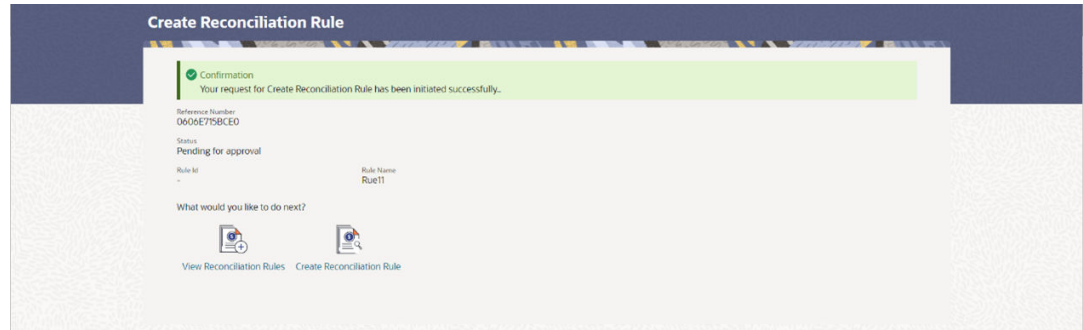 Create Reconciliation Rule
Confirmation
Your request for Create Reconciliation Rule has been initiated successfully..
Reference Number
0606E715BCE0
Status
Pending for approval
Rule Id Rule Name
- Rue11
What would you like to do next?
View Reconciliation Rules Create Reconciliation Rule